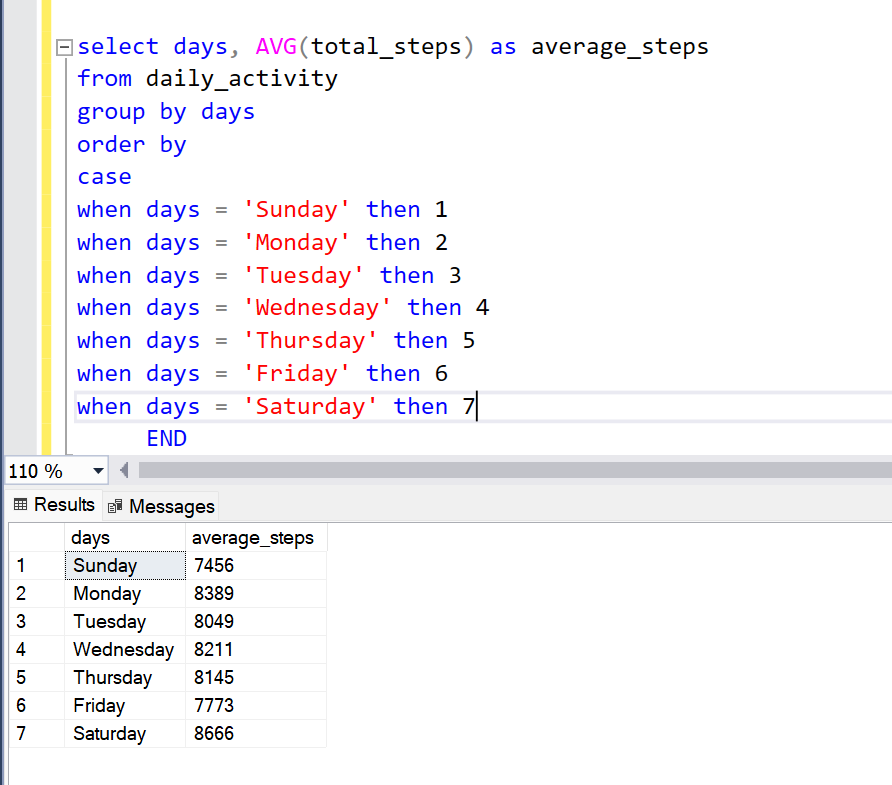 select days, AVG(total_steps) as average_steps
from daily_activity
group by days
order by
case
when days = 'Sunday' then 1
when days = 'Monday' then 2
when days = 'Tuesday' then 3
when days = 'Wednesday' then 4
when days = 'Thursday' then 5
when days = 'Friday' then 6
when days = 'Saturday' then 7
END
110 %
Results Messages
days average_steps
1 Sunday 7456
2 Monday 8389
3 Tuesday 8049
4 Wednesday 8211
5 Thursday 8145
6 Friday 7773
7 Saturday 8666